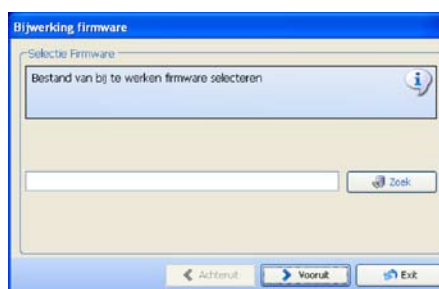 Bijwerking firmware
Selectie Firmware
Bestand van bij te werken firmware selecteren
Zoek
Achteruit
Vooruit
Exit